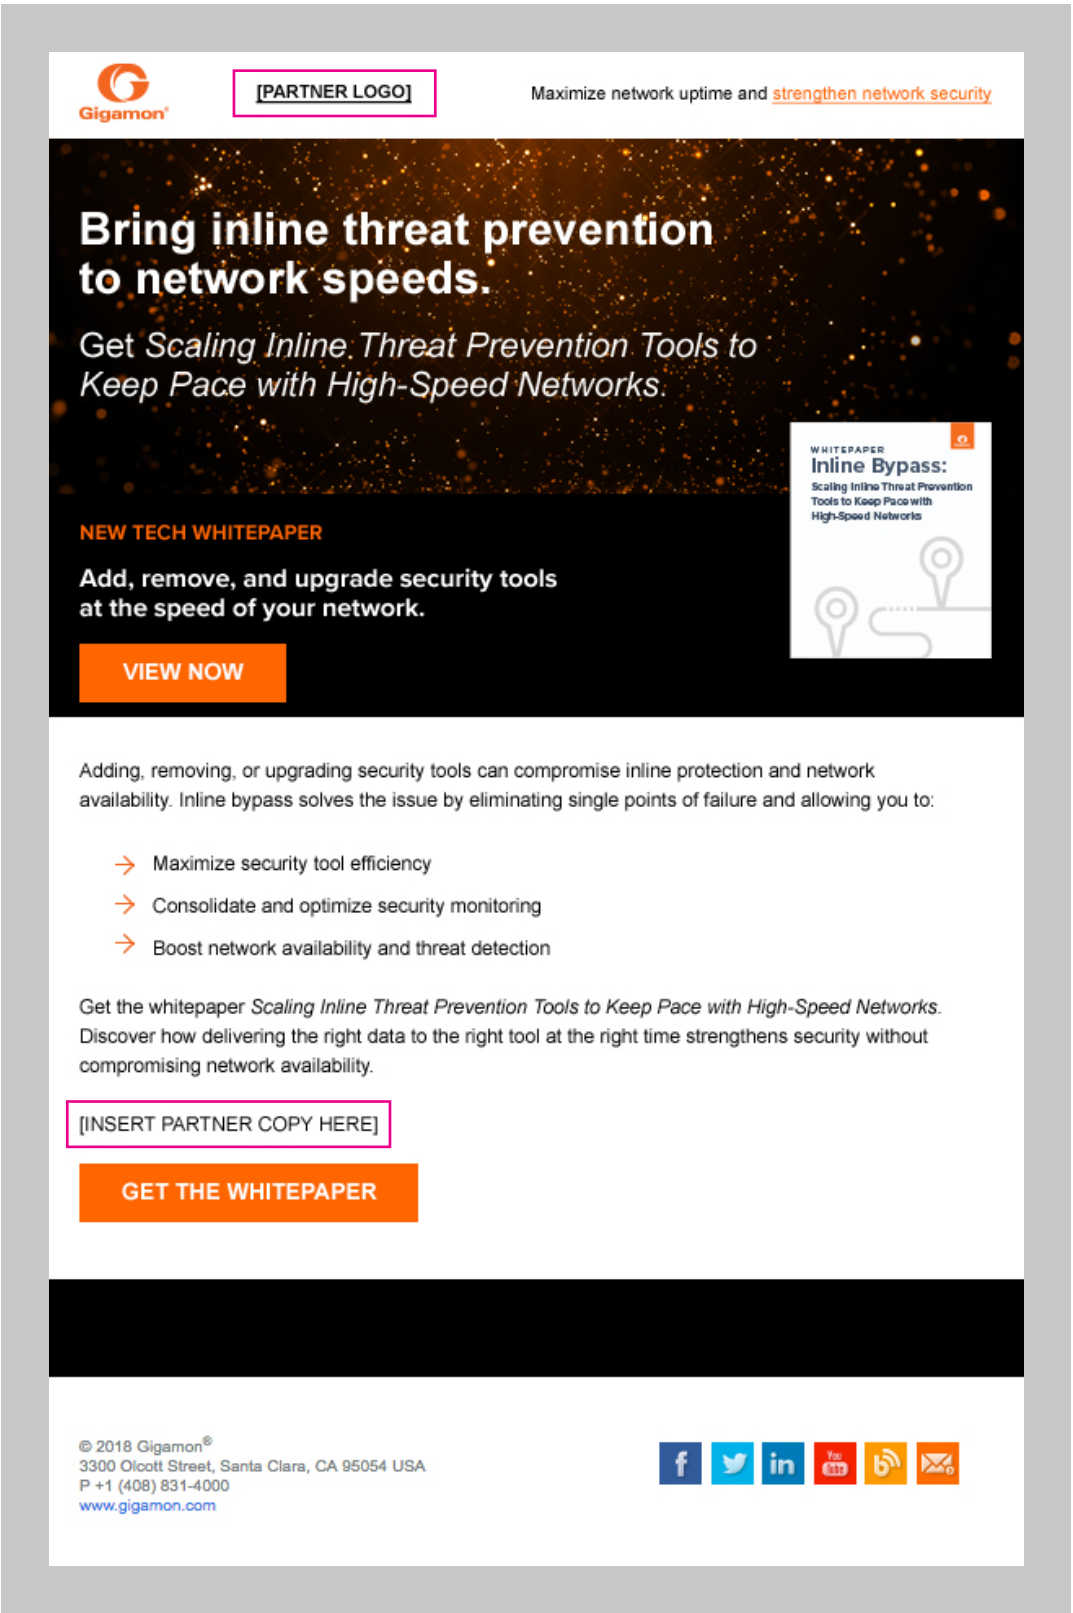 Gigamon®
[PARTNER LOGO]
Maximize network uptime and strengthen network security
Bring inline threat prevention
to network speeds.
Get Scaling Inline Threat Prevention Tools to
Keep Pace with High-Speed Networks.
WHITEPAPER
Inline Bypass:
Scaling Inline Threat Prevention
Tools to Keep Pace with
High-Speed Networks
NEW TECH WHITEPAPER
Add, remove, and upgrade security tools
at the speed of your network.
VIEW NOW
Adding, removing, or upgrading security tools can compromise inline protection and network
availability. Inline bypass solves the issue by eliminating single points of failure and allowing you to:
Maximize security tool efficiency
Consolidate and optimize security monitoring
Boost network availability and threat detection
Get the whitepaper Scaling Inline Threat Prevention Tools to Keep Pace with High-Speed Networks.
Discover how delivering the right data to the right tool at the right time strengthens security without
compromising network availability.
[INSERT PARTNER COPY HERE]
GET THE WHITEPAPER
© 2018 Gigamon®
3300 Olcott Street, Santa Clara, CA 95054 USA
P +1 (408) 831-4000
www.gigamon.com
f
in
You
Tube
b